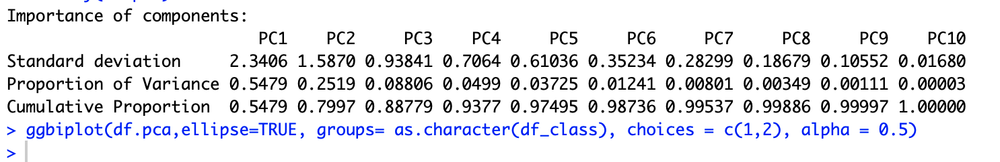 Importance of components:
PC1 PC2 PC3 PC4 PC5 PC6 PC7 PC8 PC9 PC10
Standard deviation 2.3406 1.5870 0.93841 0.7064 0.61036 0.35234 0.28299 0.18679 0.10552 0.01680
Proportion of Variance 0.5479 0.2519 0.08806 0.0499 0.03725 0.01241 0.00801 0.00349 0.00111 0.00003
Cumulative Proportion 0.5479 0.7997 0.88779 0.9377 0.97495 0.98736 0.99537 0.99886 0.99997 1.00000
> ggbiplot(df.pca,ellipse=TRUE, groups= as.character(df_class), choices = c(1,2), alpha = 0.5)
>